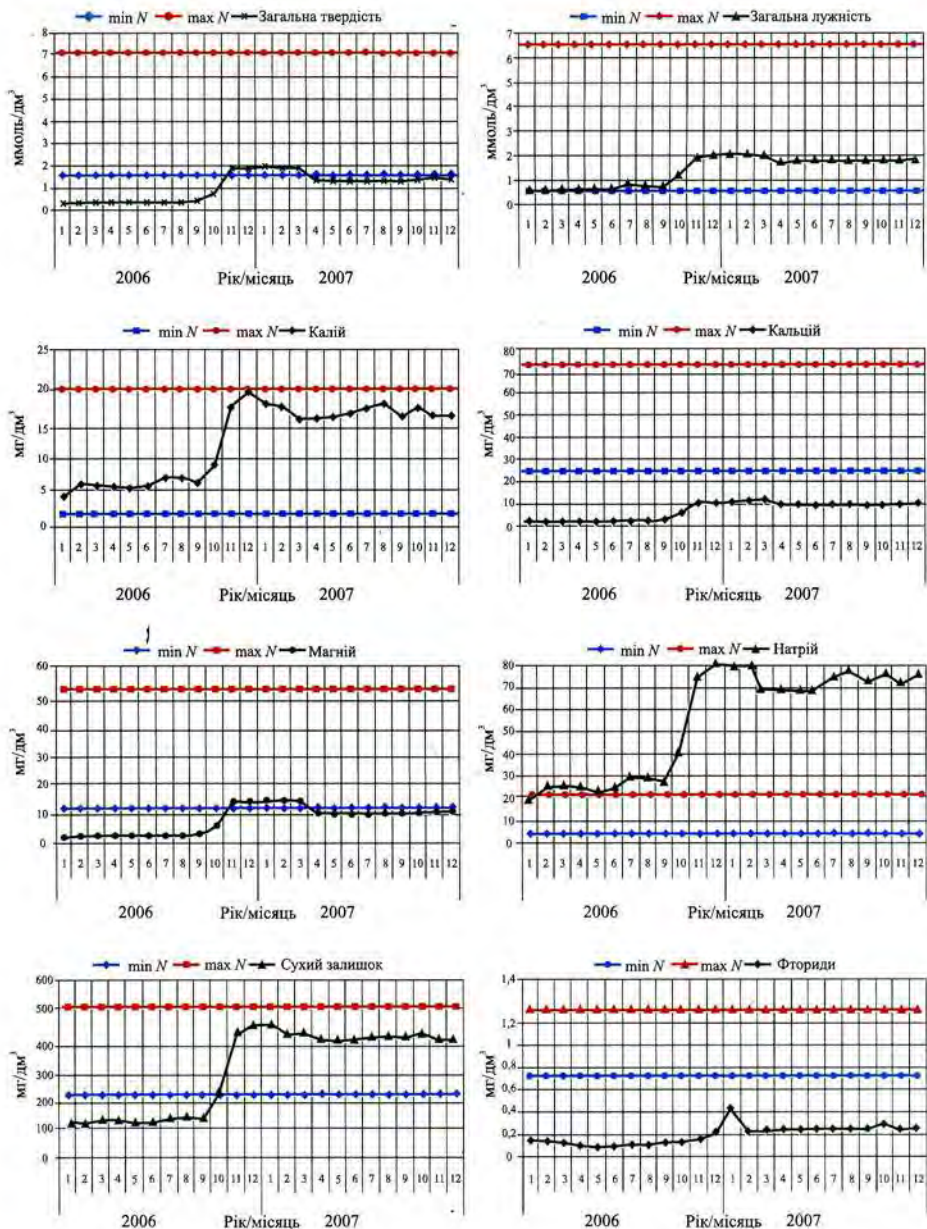 min N max N Загальна твердість
ммоль/дм³
8
7
6
5
4
3
2
1
0
1 2 3 4 5 6 7 8 9 10 11 12 1 2 3 4 5 6 7 8 9 10 11 12
2006 Рік/місяць 2007
min N max N Загальна лужність
ммоль/дм³
7
6
5
4
3
2
1
0
1 2 3 4 5 6 7 8 9 10 11 12 1 2 3 4 5 6 7 8 9 10 11 12
2006 Рік/місяць 2007
min N max N Калій
мг/дм³
25
20
15
10
5
0
1 2 3 4 5 6 7 8 9 10 11 12 1 2 3 4 5 6 7 8 9 10 11 12
2006 Рік/місяць 2007
min N max N Кальцій
мг/дм³
80
70
60
50
40
30
20
10
0
1 2 3 4 5 6 7 8 9 10 11 12 1 2 3 4 5 6 7 8 9 10 11 12
2006 Рік/місяць 2007
min N max N Магній
мг/дм³
60
50
40
30
20
10
0
1 2 3 4 5 6 7 8 9 10 11 12 1 2 3 4 5 6 7 8 9 10 11 12
2006 Рік/місяць 2007
min N max N Натрій
мг/дм³
80
70
60
50
40
30
20
10
0
1 2 3 4 5 6 7 8 9 10 11 12 1 2 3 4 5 6 7 8 9 10 11 12
2006 Рік/місяць 2007
min N max N Сухий залишок
мг/дм³
600
500
400
300
200
100
0
1 2 3 4 5 6 7 8 9 10 11 12 1 2 3 4 5 6 7 8 9 10 11 12
2006 Рік/місяць 2007
min N max N Фториди
мг/дм³
1,4
1,2
1
0,8
0,6
0,4
0,2
0
1 2 3 4 5 6 7 8 9 10 11 12 1 2 3 4 5 6 7 8 9 10 11 12
2006 Рік/місяць 2007